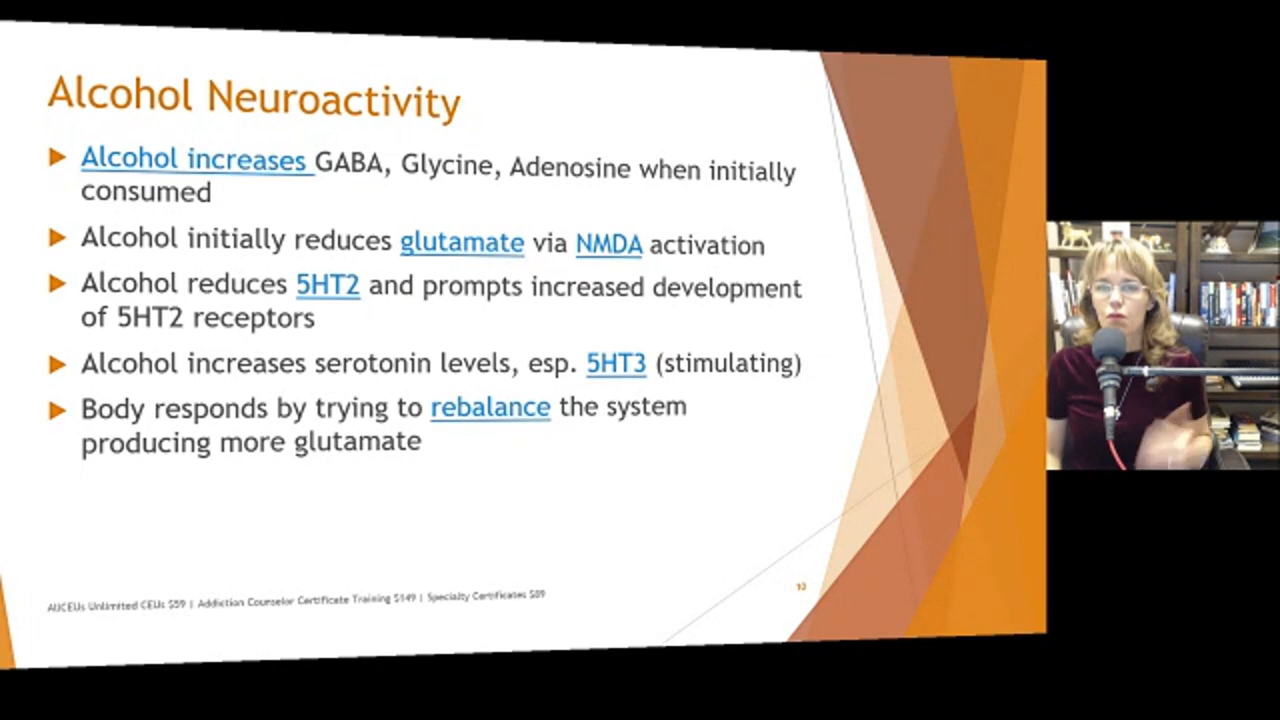 Alcohol Neuroactivity
Alcohol increases GABA, Glycine, Adenosine when initially
consumed
Alcohol initially reduces glutamate via NMDA activation
Alcohol reduces 5HT2 and prompts increased development
of 5HT2 receptors
Alcohol increases serotonin levels, esp. 5HT3 (stimulating)
Body responds by trying to rebalance the system
producing more glutamate
AllCEUs Unlimited CEUs $59 | Addiction Counselor Certificate Training $149 | Specialty Certificates $89
10